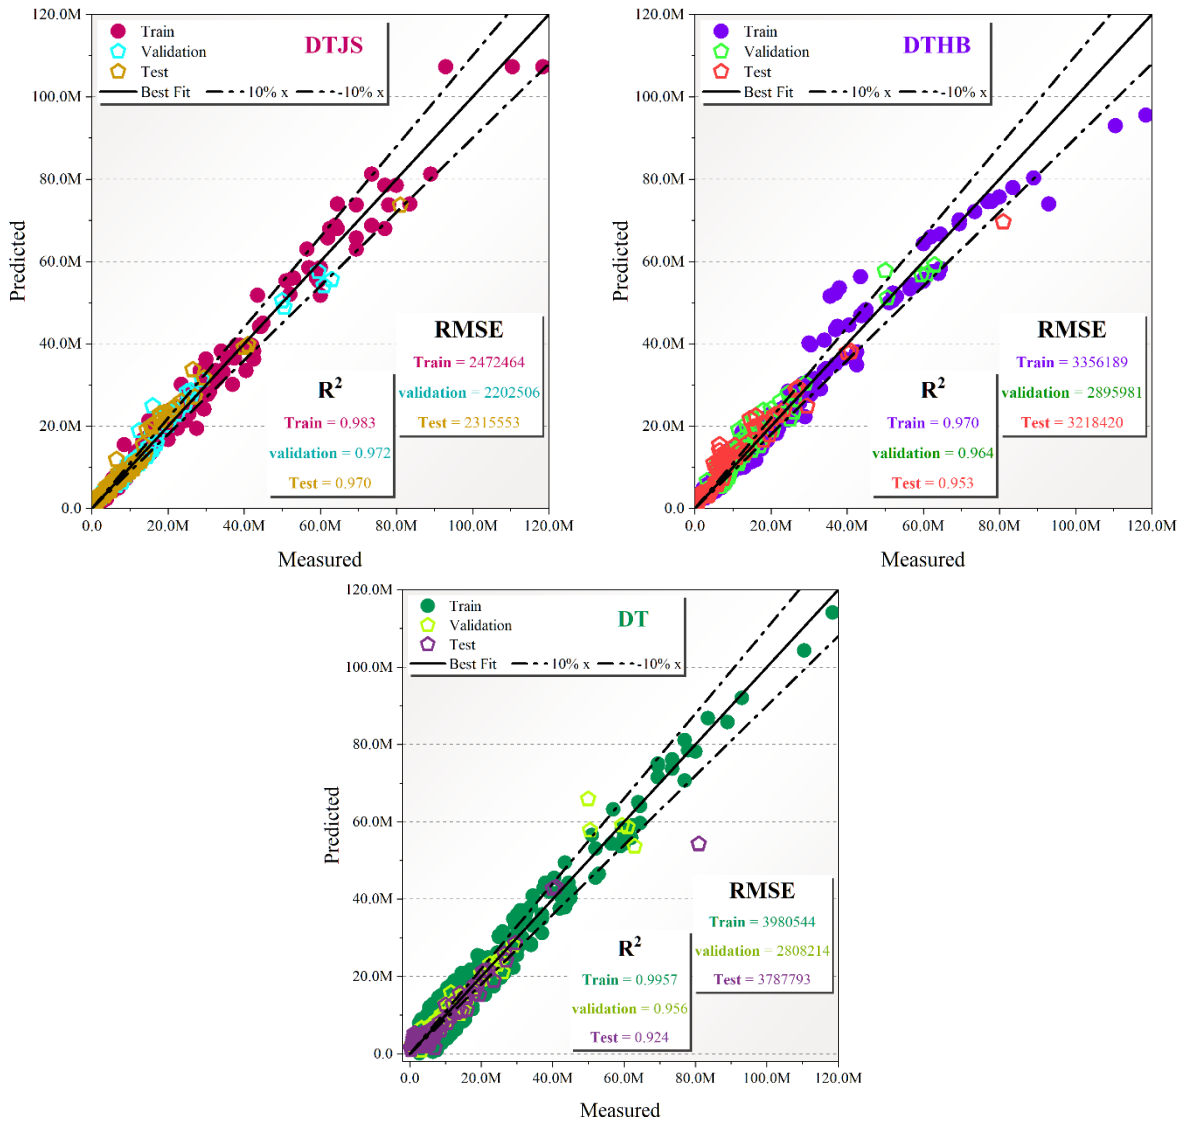 120.0M
100.0M
80.0M
60.0M
40.0M
20.0M
0.0
Predicted
Train
Validation
Test
DTJS
Best Fit 10% x -10% x
RMSE
Train = 2472464
validation = 2202506
Test = 2315553
R2
Train = 0.983
validation = 0.972
Test = 0.970
0.0 20.0M 40.0M 60.0M 80.0M 100.0M 120.0M
Measured
120.0M
100.0M
80.0M
60.0M
40.0M
20.0M
0.0
Predicted
Train
Validation
Test
DTHB
Best Fit 10% x -10% x
RMSE
Train = 3356189
validation = 2895981
Test = 3218420
R2
Train = 0.970
validation = 0.964
Test = 0.953
0.0 20.0M 40.0M 60.0M 80.0M 100.0M 120.0M
Measured
120.0M
100.0M
80.0M
60.0M
40.0M
20.0M
0.0
Predicted
Train
Validation
Test
DT
Best Fit 10% x -10% x
RMSE
Train = 3980544
validation = 2808214
Test = 3787793
R2
Train = 0.9957
validation = 0.956
Test = 0.924
0.0 20.0M 40.0M 60.0M 80.0M 100.0M 120.0M
Measured